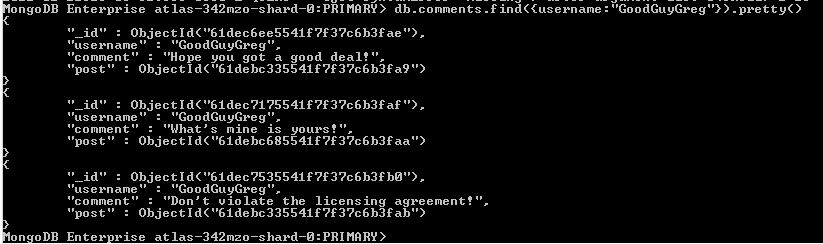 MongoDB Enterprise atlas-342mzo-shard-0:PRIMARY> db.comments.find({username:"GoodGuyGreg"}).pretty()
{
        "_id" : ObjectId("61dec6ee5541f7f37c6b3fae"),
        "username" : "GoodGuyGreg",
        "comment" : "Hope you got a good deal!",
        "post" : ObjectId("61debc335541f7f37c6b3fa9")
}
{
        "_id" : ObjectId("61dec7175541f7f37c6b3faf"),
        "username" : "GoodGuyGreg",
        "comment" : "What's mine is yours!",
        "post" : ObjectId("61debc685541f7f37c6b3faa")
}
{
        "_id" : ObjectId("61dec7535541f7f37c6b3fb0"),
        "username" : "GoodGuyGreg",
        "comment" : "Don't violate the licensing agreement!",
        "post" : ObjectId("61debc335541f7f37c6b3fab")
}
MongoDB Enterprise atlas-342mzo-shard-0:PRIMARY>